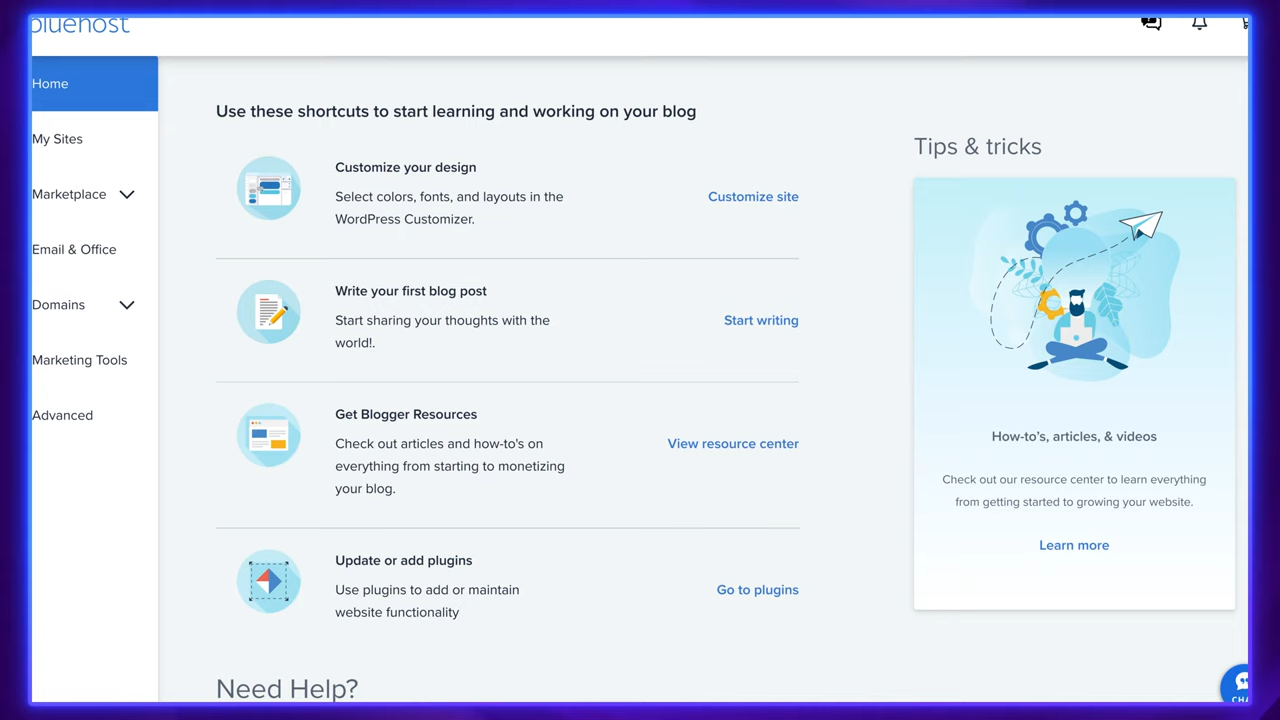 bluehost
Home
My Sites
Marketplace
Email & Office
Domains
Marketing Tools
Advanced
Use these shortcuts to start learning and working on your blog
Customize your design
Select colors, fonts, and layouts in the
WordPress Customizer.
Customize site
Write your first blog post
Start sharing your thoughts with the
world!.
Start writing
Get Blogger Resources
Check out articles and how-to's on
everything from starting to monetizing
your blog.
View resource center
Update or add plugins
Use plugins to add or maintain
website functionality
Go to plugins
Need Help?
Tips & tricks
How-to's, articles, & videos
Check out our resource center to learn everything
from getting started to growing your website.
Learn more